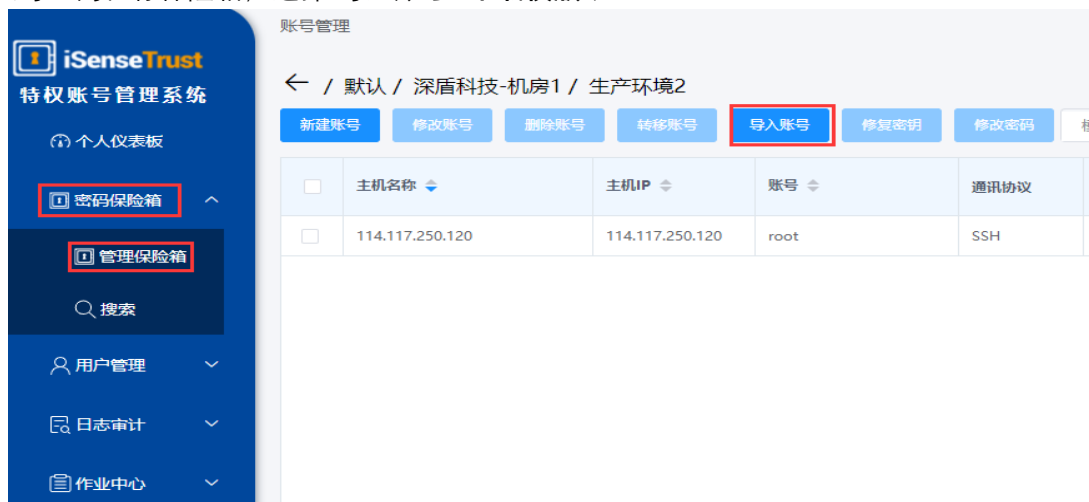 账号管理
iSenseTrust
特权账号管理系统
← / 默认 / 深盾科技-机房1 / 生产环境2
新建账号 修改账号 删除账号 转移账号 导入账号 修复密钥 修改密码
个人仪表板
密码保险箱
管理保险箱
搜索
用户管理
日志审计
作业中心
主机名称 主机IP 账号 通讯协议
114.117.250.120 114.117.250.120 root SSH